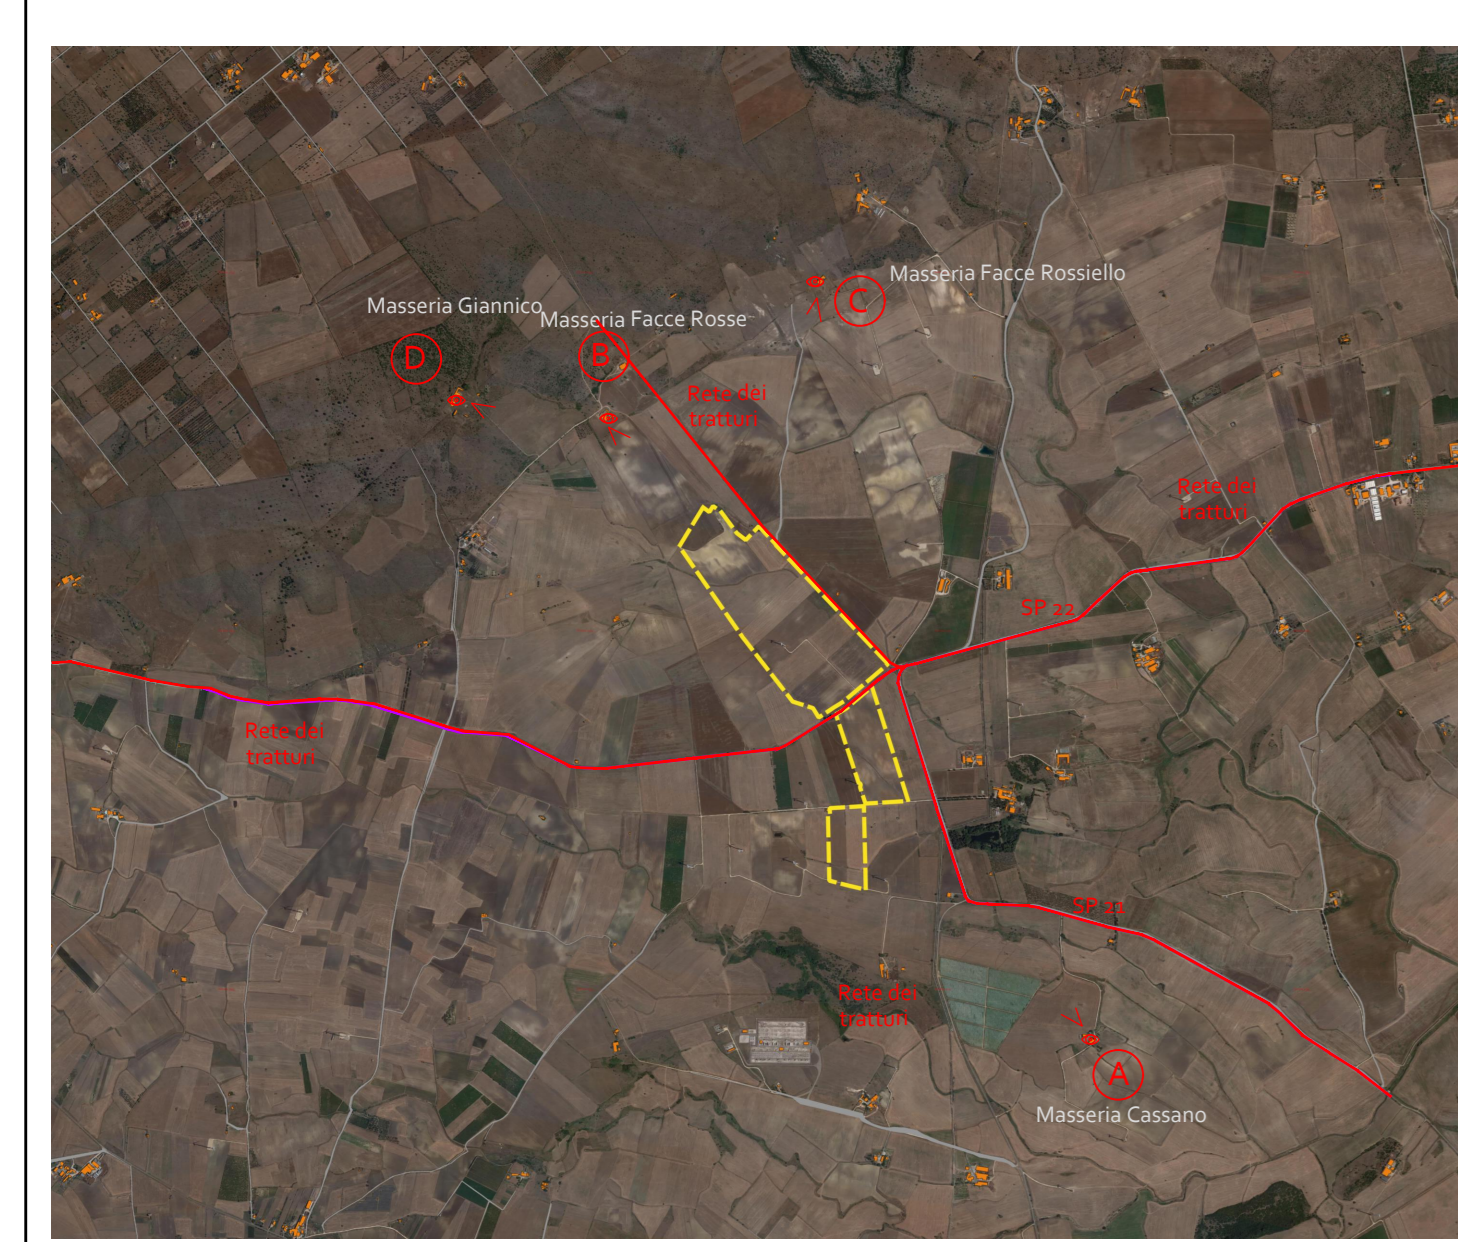 Masseria Facce Rossiello
C
Masseria Giannico
Masseria Facce Rosse
D
B
Rete dei
tratturi
Rete dei
tratturi
SP 22
Rete dei
tratturi
SP 21
Rete dei
tratturi
A
Masseria Cassano